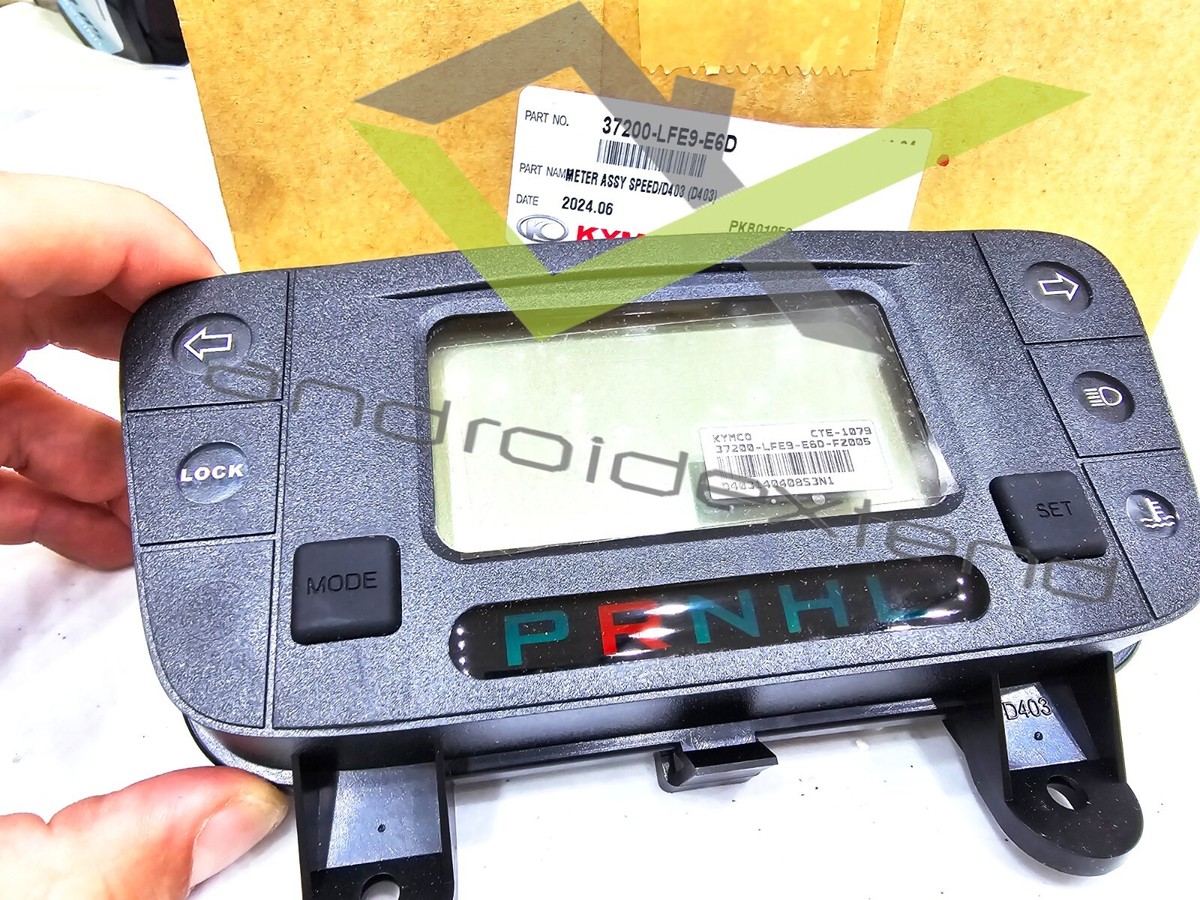 PART NO. 37200-LFE9-E6D
PART NAME METER ASSY SPEED/D403 (D403)
DATE 2024.06
androidextend
LOCK
KYMCO CTE-1079
37200-LFE9-E6D-FZ005
MODE
SET
P R N H L
D403